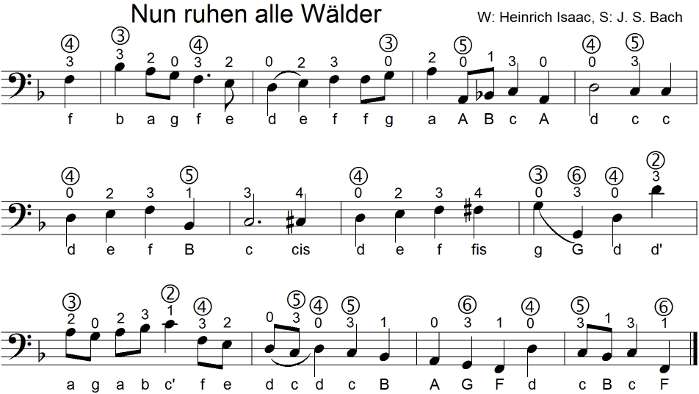 Nun ruhen alle Wälder
W: Heinrich Isaac, S: J. S. Bach
④ ③ ④ ③ ⑤ ④ ⑤
3 3 2 0 3 2 0 2 3 0 2 0 1 3 0 0 3
f b a g f e d e f f g a A B c A d c c
④ ⑤ ④ ③ ⑥ ④ ②
0 2 3 1 3 4 0 2 3 4 0 3 0 3
d e f B c cis d e f fis g G d d'
③ ② ④ ⑤ ④ ⑤ ⑥ ④ ⑤ ⑥
2 0 2 3 1 3 2 0 3 0 3 1 0 3 1 0 3 1 3 1
a g a b c' f e d c d c B A G F d c B c F